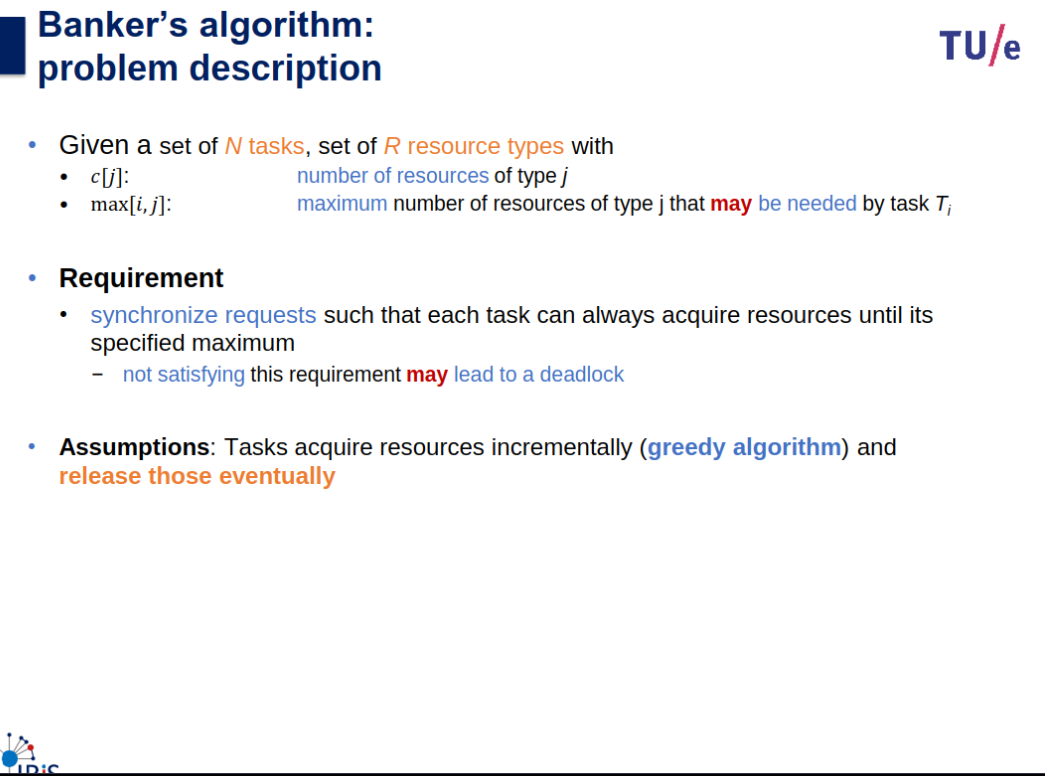 Banker's algorithm:
problem description
TU/e
• Given a set of N tasks, set of R resource types with
• c[j]: number of resources of type j
• max[i, j]: maximum number of resources of type j that may be needed by task Ti
• Requirement
• synchronize requests such that each task can always acquire resources until its
specified maximum
– not satisfying this requirement may lead to a deadlock
• Assumptions: Tasks acquire resources incrementally (greedy algorithm) and
release those eventually